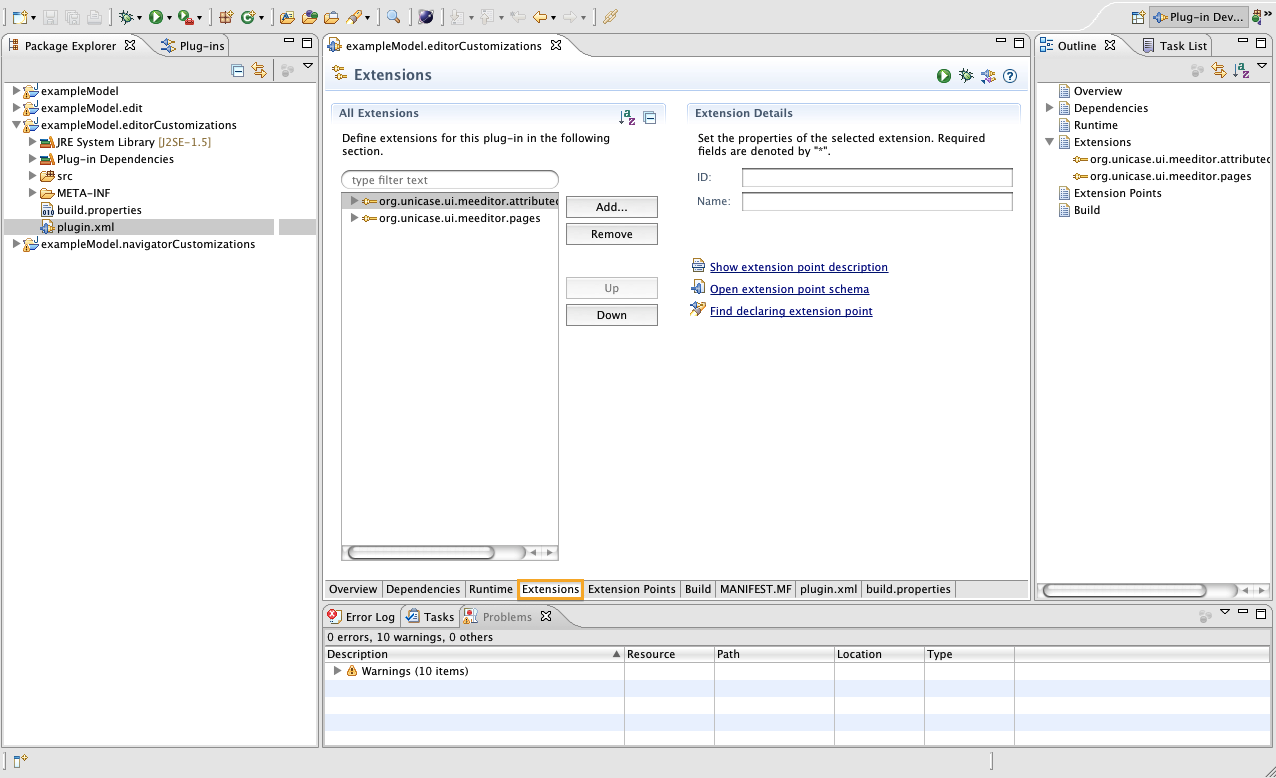 Plug-in Dev...
Package Explorer
Plug-ins
exampleModel
exampleModel.edit
exampleModel.editorCustomizations
JRE System Library [J2SE-1.5]
Plug-in Dependencies
src
META-INF
build.properties
plugin.xml
exampleModel.navigatorCustomizations
exampleModel.editorCustomizations
Extensions
All Extensions
Define extensions for this plug-in in the following
section.
type filter text
org.unicase.ui.meeditor.attributec
org.unicase.ui.meeditor.pages
Add...
Remove
Up
Down
Extension Details
Set the properties of the selected extension. Required
fields are denoted by "*".
ID:
Name:
Show extension point description
Open extension point schema
Find declaring extension point
Overview Dependencies Runtime Extensions Extension Points Build MANIFEST.MF plugin.xml build.properties
Outline
Task List
Overview
Dependencies
Runtime
Extensions
org.unicase.ui.meeditor.attributec
org.unicase.ui.meeditor.pages
Extension Points
Build
Error Log Tasks Problems
0 errors, 10 warnings, 0 others
Description Resource Path Location Type
Warnings (10 items)